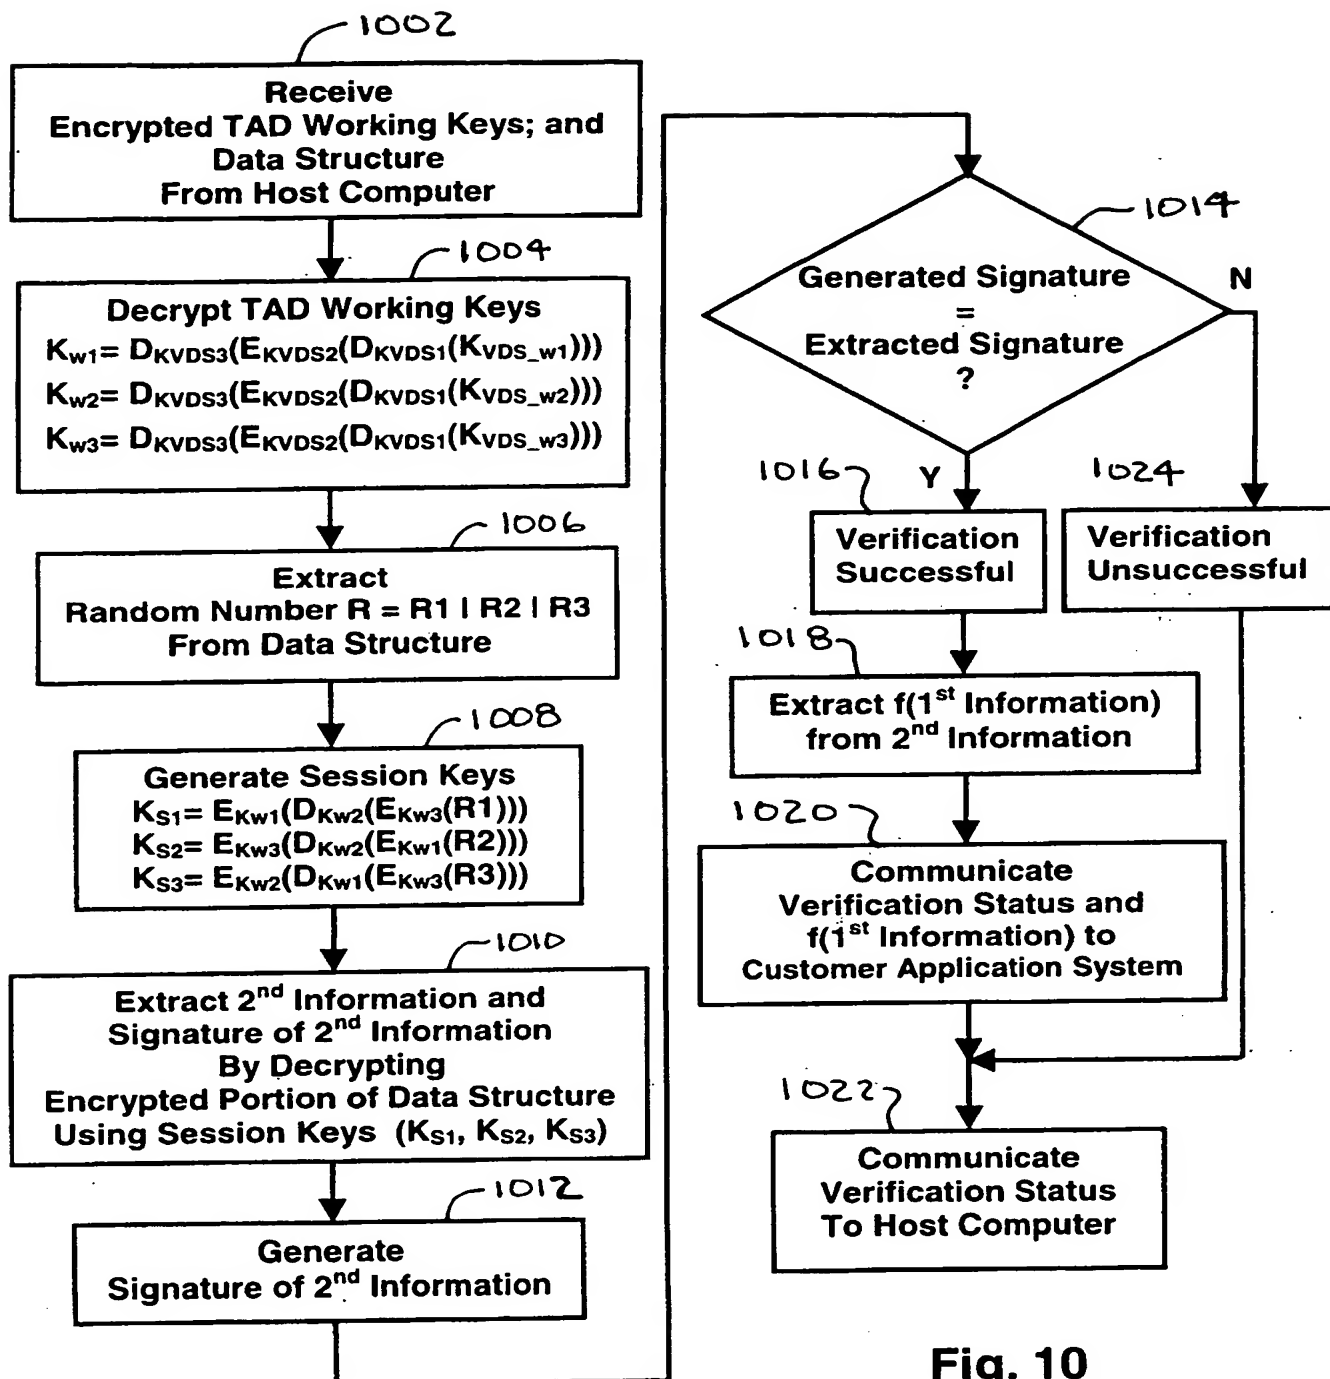 1002
Receive
Encrypted TAD Working Keys; and
Data Structure
From Host Computer
1004
Decrypt TAD Working Keys
Kw1= DKVDS3(EKVDS2(DKVDS1(KVDS_w1)))
Kw2= DKVDS3(EKVDS2(DKVDS1(KVDS_w2)))
Kw3= DKVDS3(EKVDS2(DKVDS1(KVDS_w3)))
1006
Extract
Random Number R = R1 | R2 | R3
From Data Structure
1008
Generate Session Keys
KS1= EKw1(DKw2(EKw3(R1)))
KS2= EKw3(DKw2(EKw1(R2)))
KS3= EKw2(DKw1(EKw3(R3)))
1010
Extract 2nd Information and
Signature of 2nd Information
By Decrypting
Encrypted Portion of Data Structure
Using Session Keys (KS1, KS2, KS3)
1012
Generate
Signature of 2nd Information
1014
Generated Signature
=
Extracted Signature
?
N
Y
1016
Verification
Successful
1024
Verification
Unsuccessful
1018
Extract f(1st Information)
from 2nd Information
1020
Communicate
Verification Status and
f(1st Information) to
Customer Application System
1022
Communicate
Verification Status
To Host Computer
Fig. 10